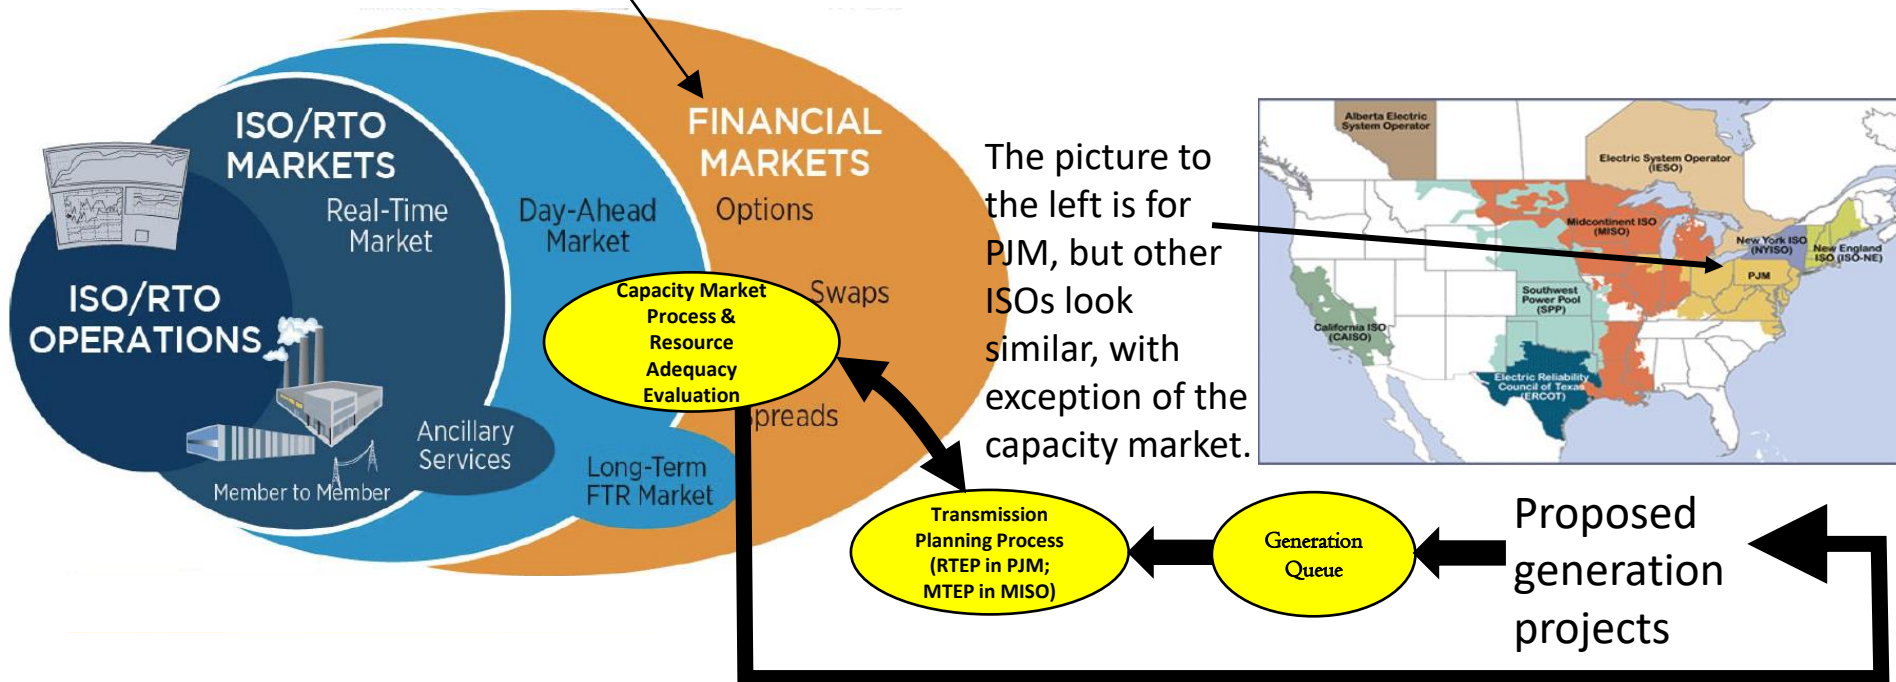 ISO/RTO
MARKETS
Real-Time
Market
ISO/RTO
OPERATIONS
Member to Member
Ancillary
Services
Day-Ahead
Market
Long-Term
FTR Market
FINANCIAL
MARKETS
Options
Swaps
Spreads
Capacity Market
Process &
Resource
Adequacy
Evaluation
The picture to
the left is for
PJM, but other
ISOs look
similar, with
exception of the
capacity market.
Alberta Electric
System Operator
Electric System Operator
(IESO)
Midcontinent ISO
(MISO)
New York ISO
(NYISO)
New England
ISO (ISO-NE)
PJM
Southwest
Power Pool
(SPP)
California ISO
(CAISO)
Electric Reliability
Council of Texas
(ERCOT)
Transmission
Planning Process
(RTEP in PJM;
MTEP in MISO)
Generation
Queue
Proposed
generation
projects